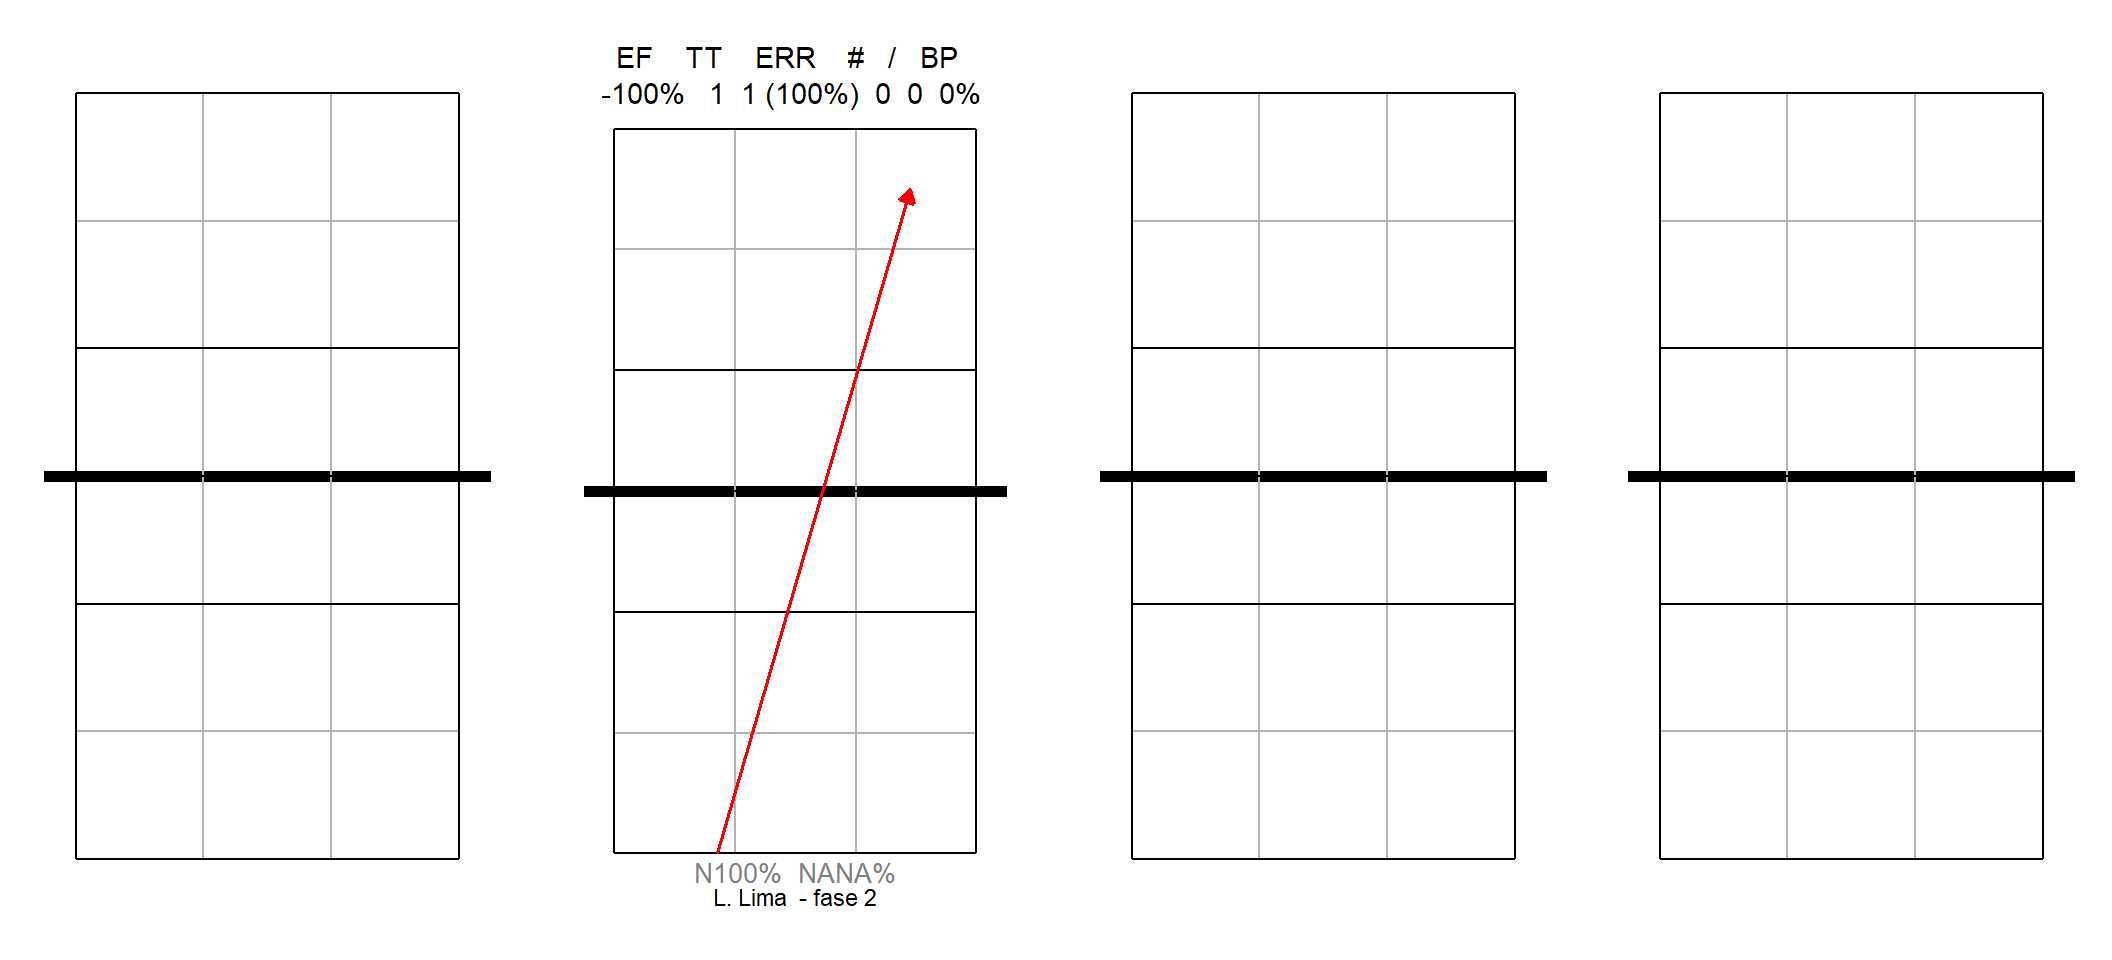 EF TT ERR # / BP
-100% 1 1 (100%) 0 0 0%
N100% NANA%
L. Lima - fase 2